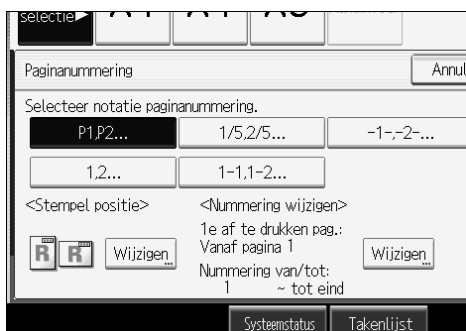 selectie
Paginanummering
Annul
Selecteer notatie paginanummering.
P1,P2... 1/5,2/5... -1-,-2-...
1,2... 1-1,1-2...
<Stempel positie> <Nummering wijzigen>
1e af te drukken pag.:
R R Wijzigen Vanaf pagina 1 Wijzigen
Nummering van/tot:
1 ~ tot eind
Systeemstatus Takenlijst